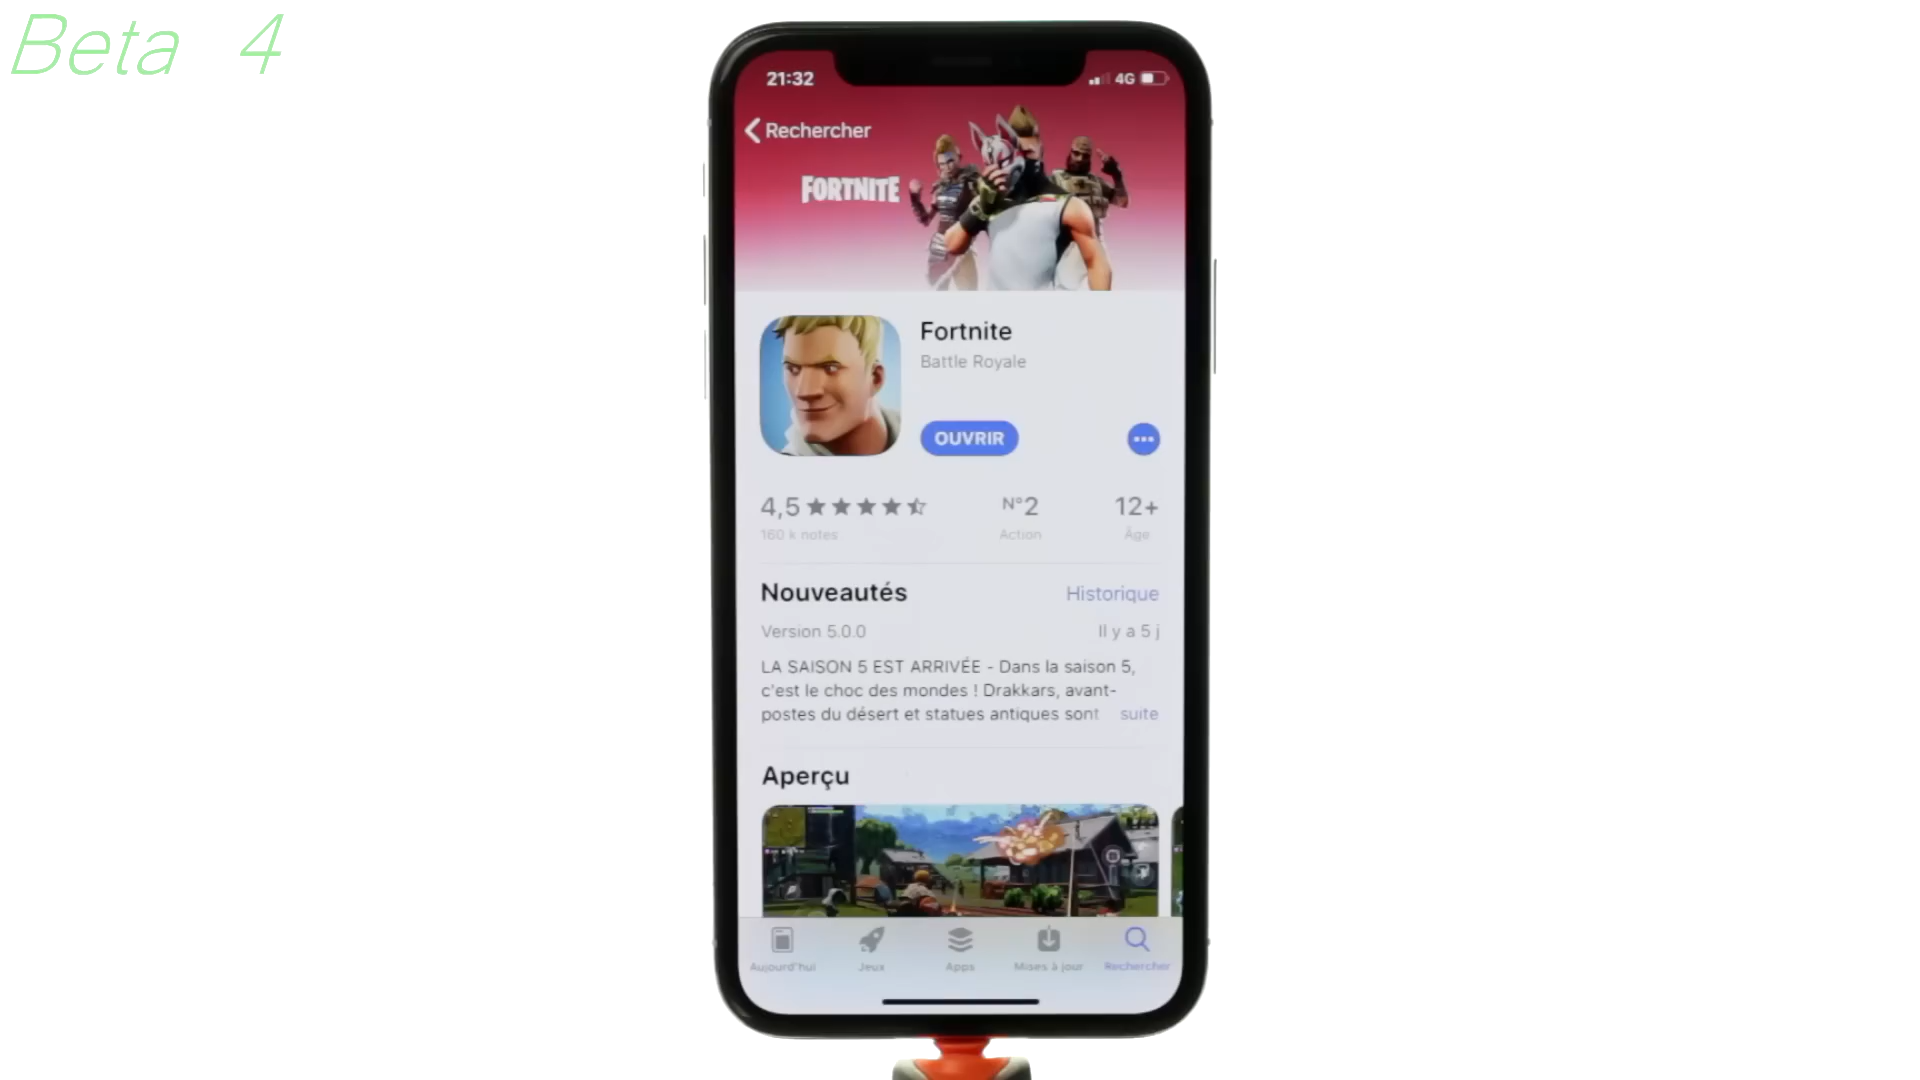 Beta 4
21:32
4G
Rechercher
FORTNITE
Fortnite
Battle Royale
OUVRIR
4,5
N°2
12+
160 k notes
Action
Âge
Nouveautés
Historique
Version 5.0.0
Il y a 5 j
LA SAISON 5 EST ARRIVÉE - Dans la saison 5,
c'est le choc des mondes ! Drakkars, avant-
postes du désert et statues antiques sont suite
Aperçu
Aujourd'hui
Jeux
Apps
Mises à jour
Rechercher